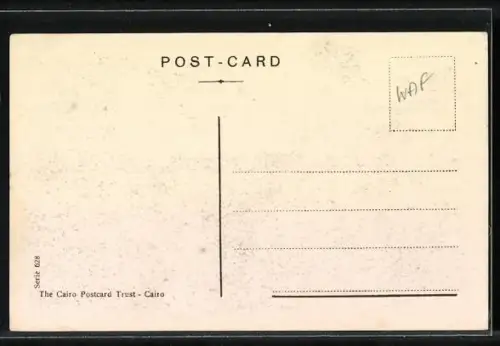 POST-CARD
WAF
Serie 628
The Cairo Postcard Trust - Cairo